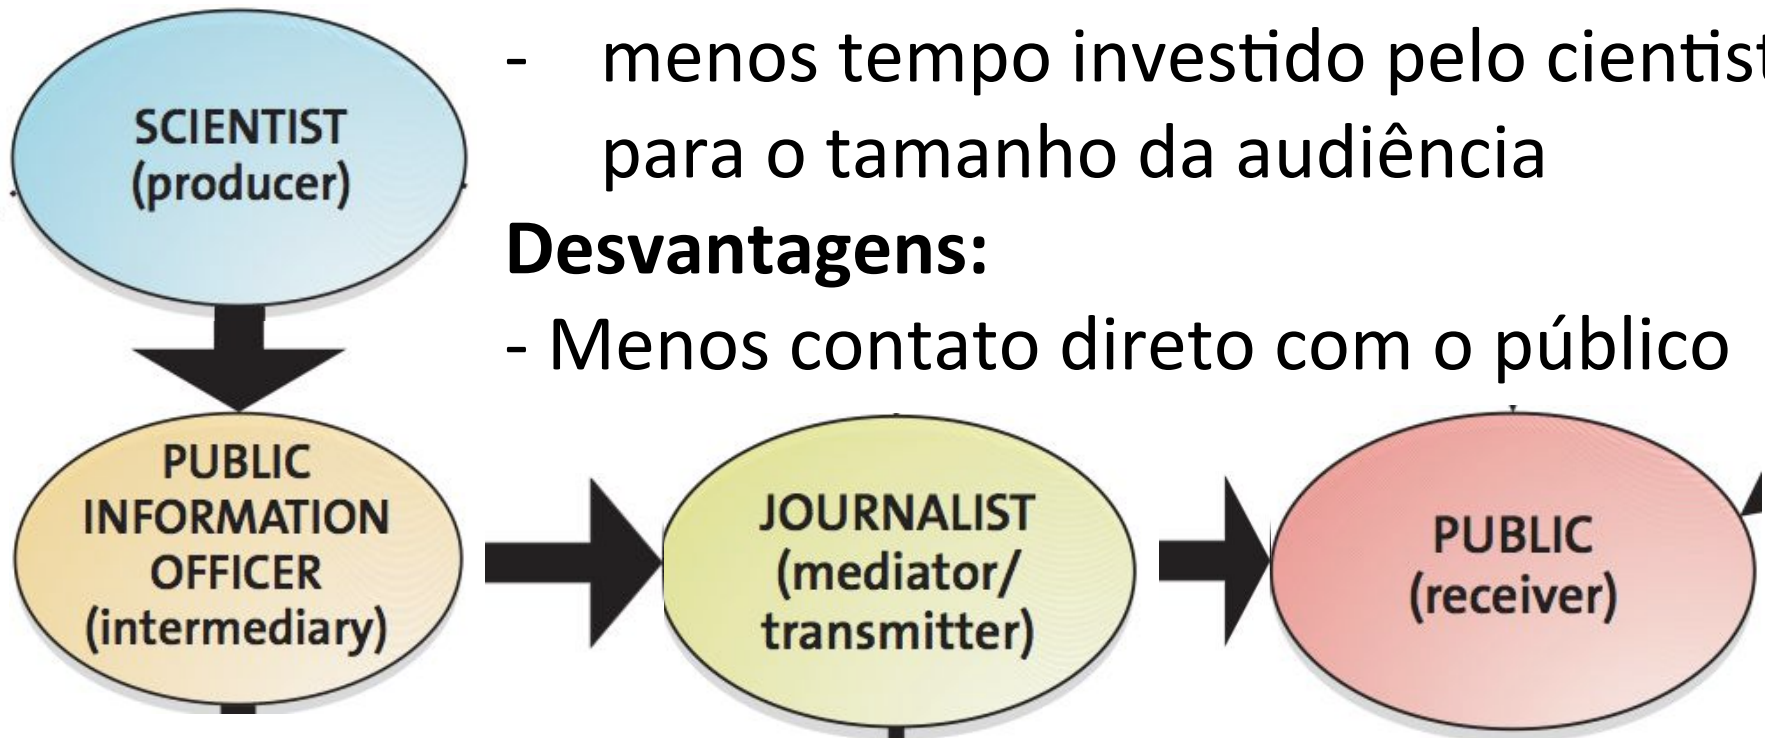 - menos tempo investido pelo cientist
para o tamanho da audiência
Desvantagens:
- Menos contato direto com o público
SCIENTIST
(producer)
PUBLIC
INFORMATION
OFFICER
(intermediary)
JOURNALIST
(mediator/
transmitter)
PUBLIC
(receiver)